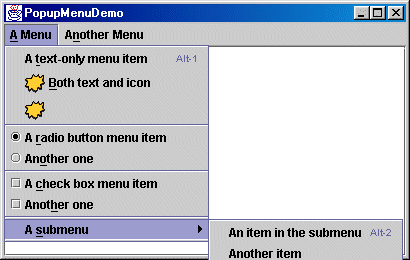 PopupMenuDemo
A Menu Another Menu
A text-only menu item Alt-1
Both text and icon
A radio button menu item
Another one
A check box menu item
Another one
A submenu
An item in the submenu Alt-2
Another item